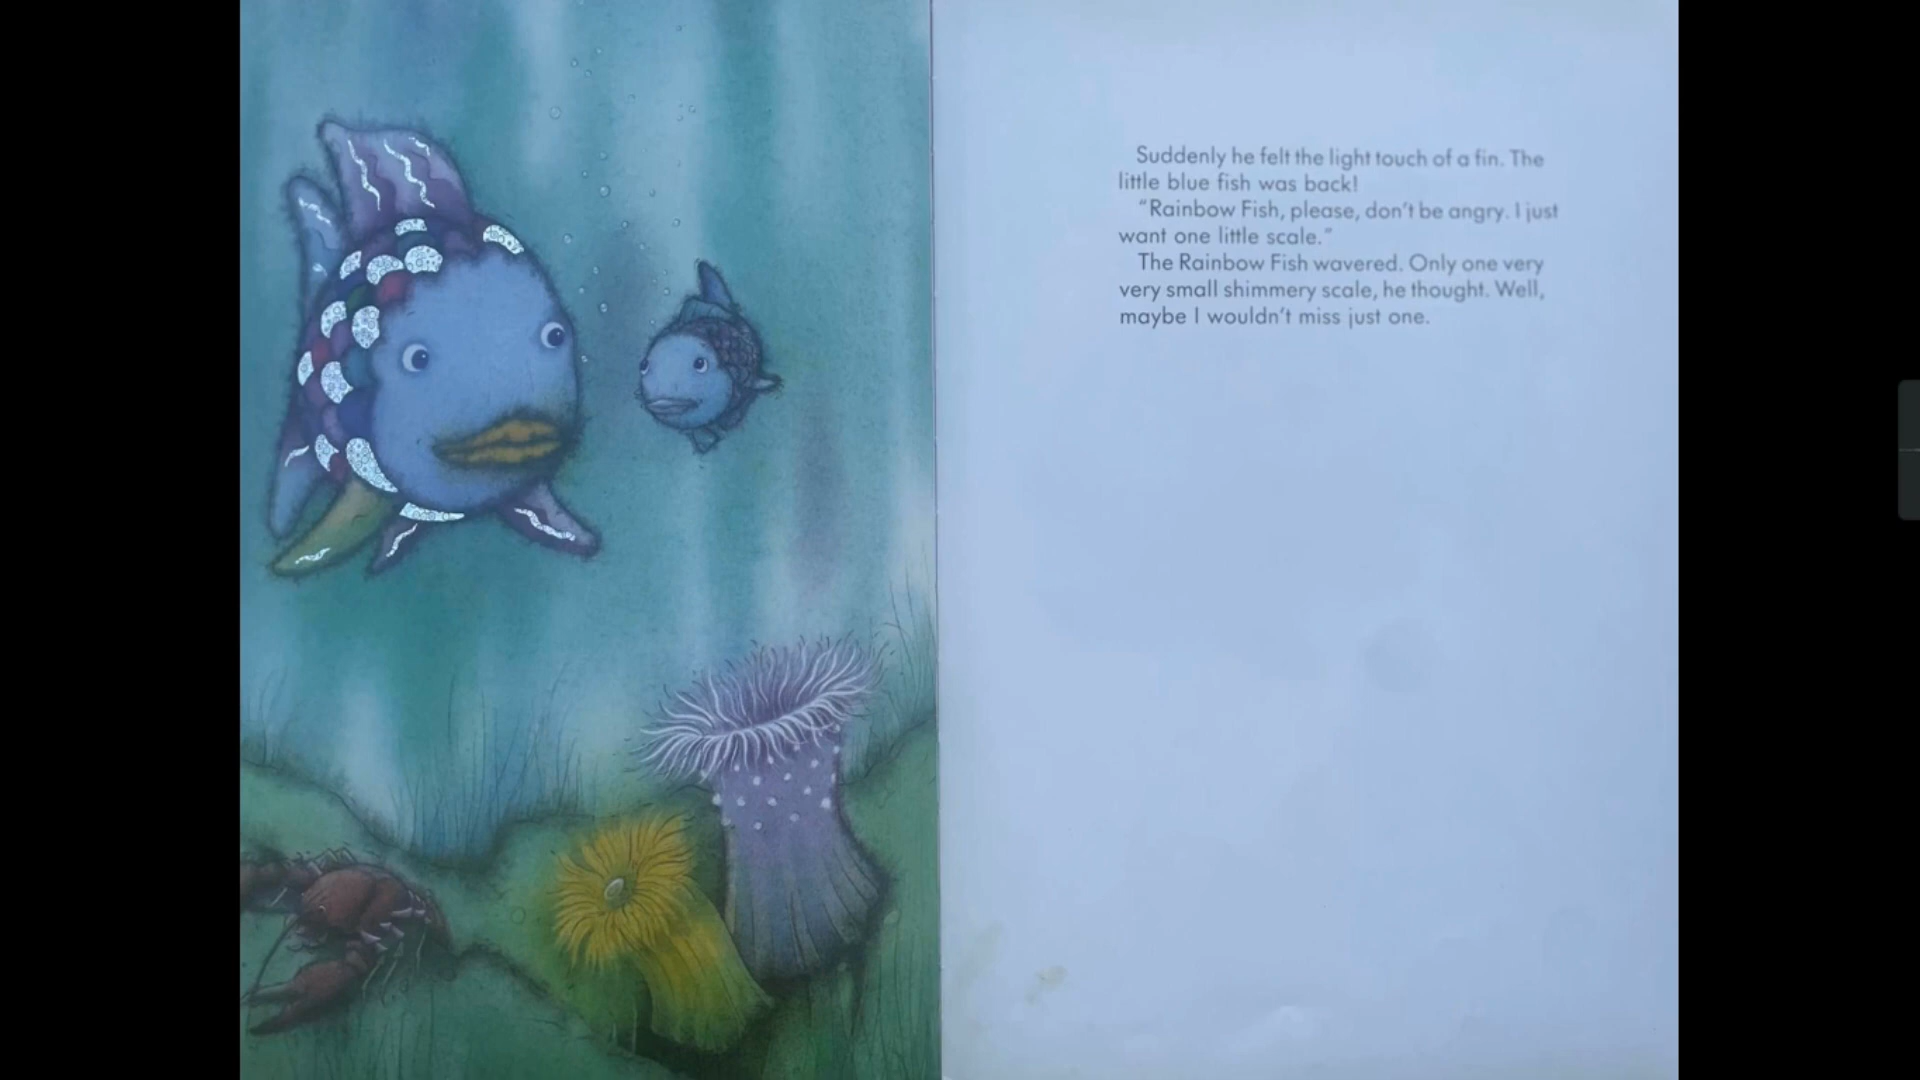 Suddenly he felt the light touch of a fin. The
little blue fish was back!
"Rainbow Fish, please, don't be angry. I just
want one little scale."
The Rainbow Fish wavered. Only one very
very small shimmery scale, he thought. Well,
maybe I wouldn't miss just one.